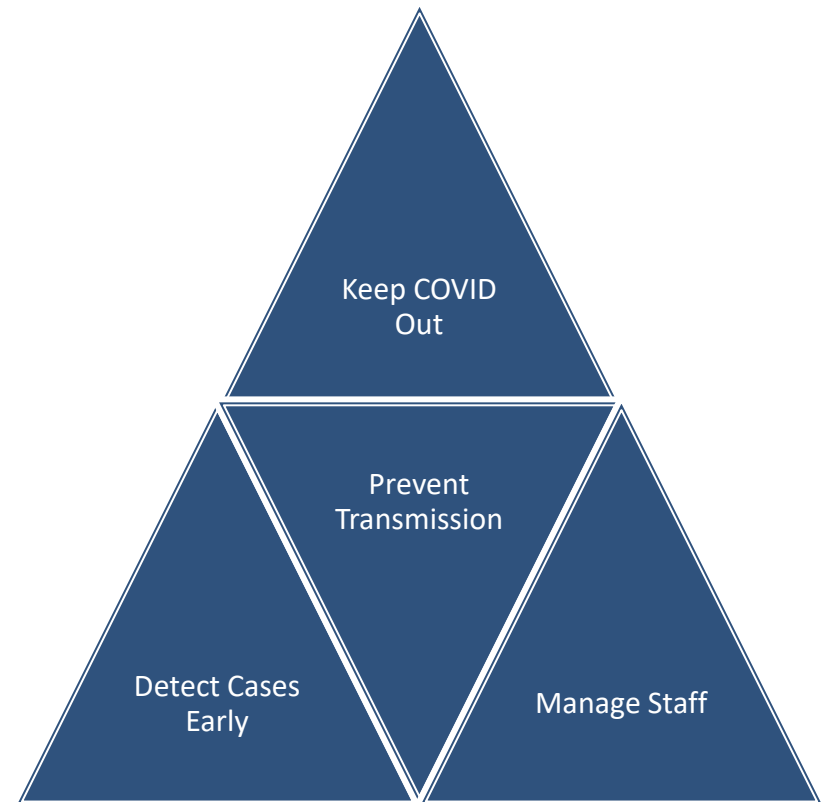 Keep COVID
Out
Prevent
Transmission
Detect Cases
Early
Manage Staff